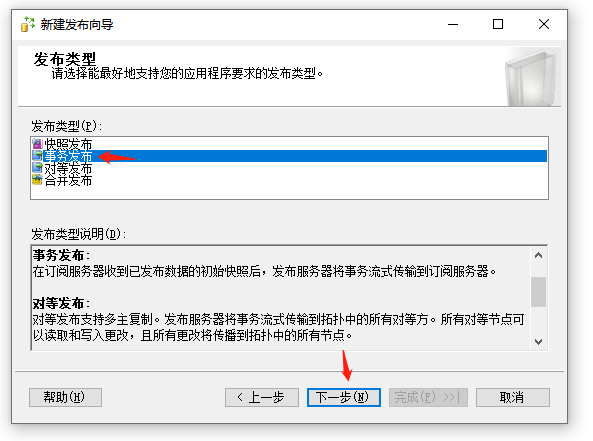 新建发布向导
发布类型
请选择能最好地支持您的应用程序要求的发布类型。
发布类型(P):
快照发布
事务发布
对等发布
合并发布
发布类型说明(D):
事务发布:
在订阅服务器收到已发布数据的初始快照后，发布服务器将事务流式传输到订阅服务器。
对等发布:
对等发布支持多主复制。发布服务器将事务流式传输到拓扑中的所有对等方。所有对等节点可
以读取和写入更改，且所有更改将传播到拓扑中的所有节点。
帮助(H)
< 上一步
下一步(N)
完成(F) >>|
取消